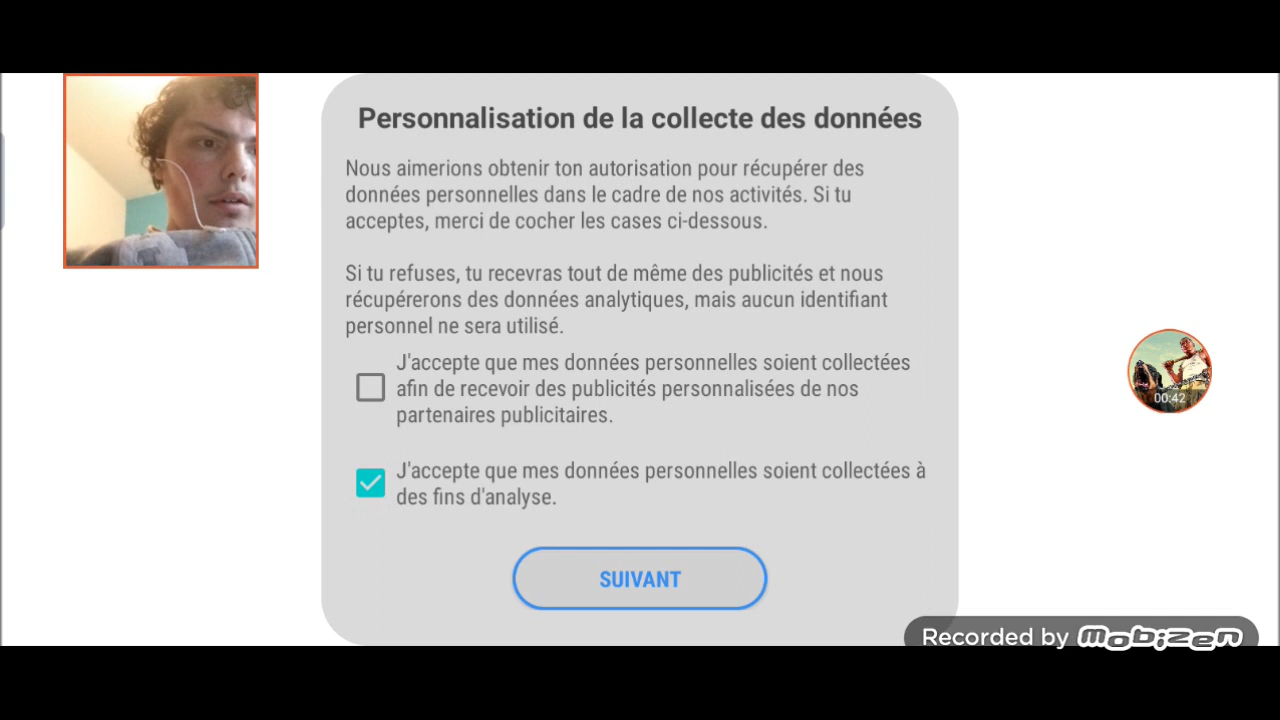 Personnalisation de la collecte des données
Nous aimerions obtenir ton autorisation pour récupérer des
données personnelles dans le cadre de nos activités. Si tu
acceptes, merci de cocher les cases ci-dessous.
Si tu refuses, tu recevras tout de même des publicités et nous
récupérerons des données analytiques, mais aucun identifiant
personnel ne sera utilisé.
J'accepte que mes données personnelles soient collectées
afin de recevoir des publicités personnalisées de nos
partenaires publicitaires.
00:42
J'accepte que mes données personnelles soient collectées à
des fins d'analyse.
SUIVANT
Recorded by mobizen